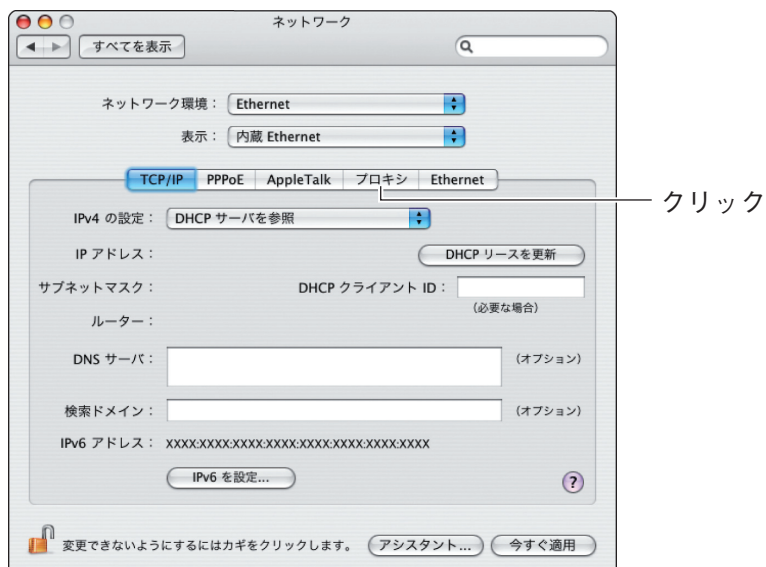 ネットワーク
すべてを表示
ネットワーク環境： Ethernet
表示： 内蔵 Ethernet
TCP/IP PPPoE AppleTalk プロキシ Ethernet
クリック
IPv4 の設定： DHCP サーバを参照
IP アドレス： DHCP リースを更新
サブネットマスク： DHCP クライアント ID：
(必要な場合)
ルーター：
DNS サーバ： (オプション)
検索ドメイン： (オプション)
IPv6 アドレス： XXXX:XXXX:XXXX:XXXX:XXXX:XXXX:XXXX:XXXX
IPv6 を設定... ?
変更できないようにするにはカギをクリックします。 アシスタント... 今すぐ適用